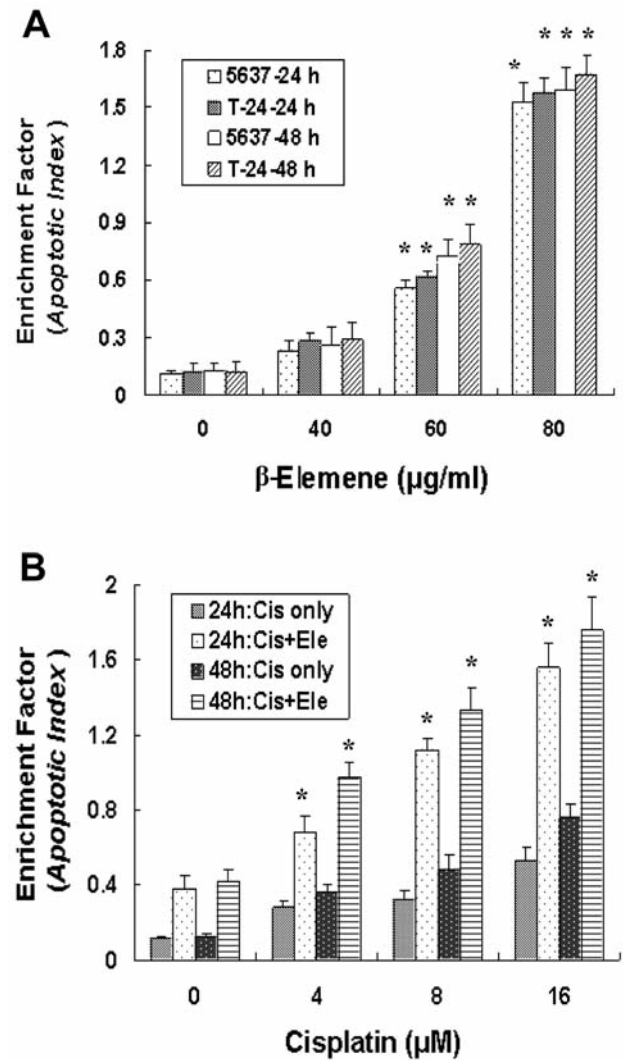 A
Enrichment Factor
(Apoptotic Index)
1.8
1.5
1.2
0.9
0.6
0.3
0
5637-24 h
T-24-24 h
5637-48 h
T-24-48 h
* * * *
* * * *
0 40 60 80
β-Elemene (µg/ml)
B
Enrichment Factor
(Apoptotic Index)
2
1.6
1.2
0.8
0.4
0
24h:Cis only
24h:Cis+Ele
48h:Cis only
48h:Cis+Ele
* * * * * *
0 4 8 16
Cisplatin (µM)